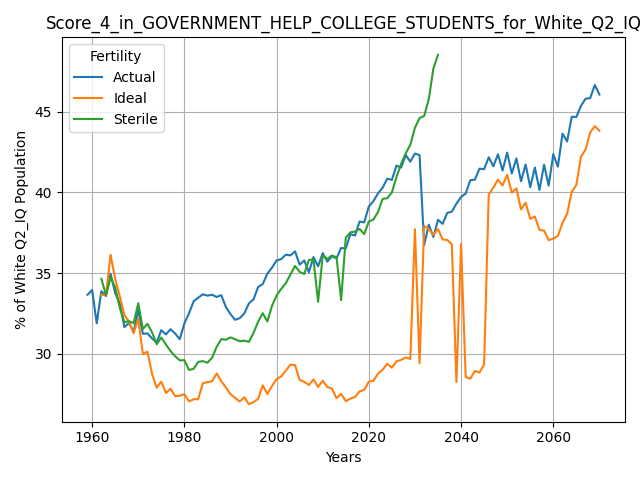 Score_4_in_GOVERNMENT_HELP_COLLEGE_STUDENTS_for_White_Q2_IQ
Fertility
Actual
Ideal
Sterile
% of White Q2_IQ Population
45
40
35
30
1960
1980
2000
2020
2040
2060
Years